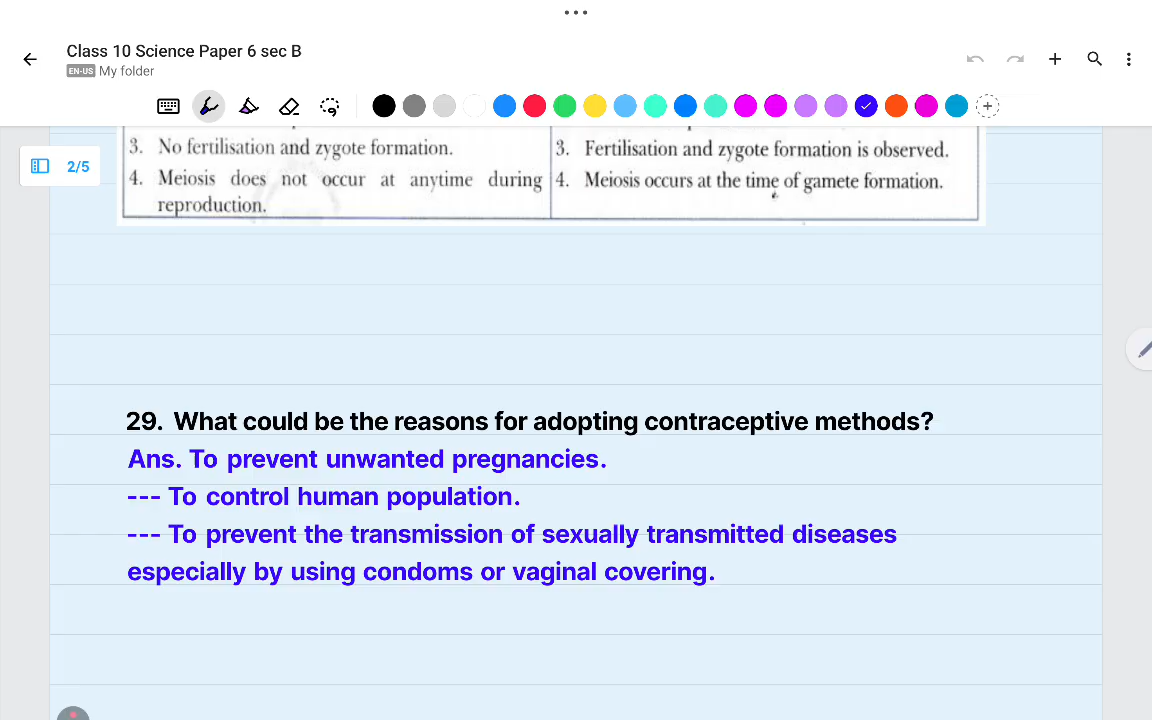 Class 10 Science Paper 6 sec B
EN-US My folder
2/5
3. No fertilisation and zygote formation.
3. Fertilisation and zygote formation is observed.
4. Meiosis does not occur at anytime during
reproduction.
4. Meiosis occurs at the time of gamete formation.
29. What could be the reasons for adopting contraceptive methods?
Ans. To prevent unwanted pregnancies.
--- To control human population.
--- To prevent the transmission of sexually transmitted diseases
especially by using condoms or vaginal covering.